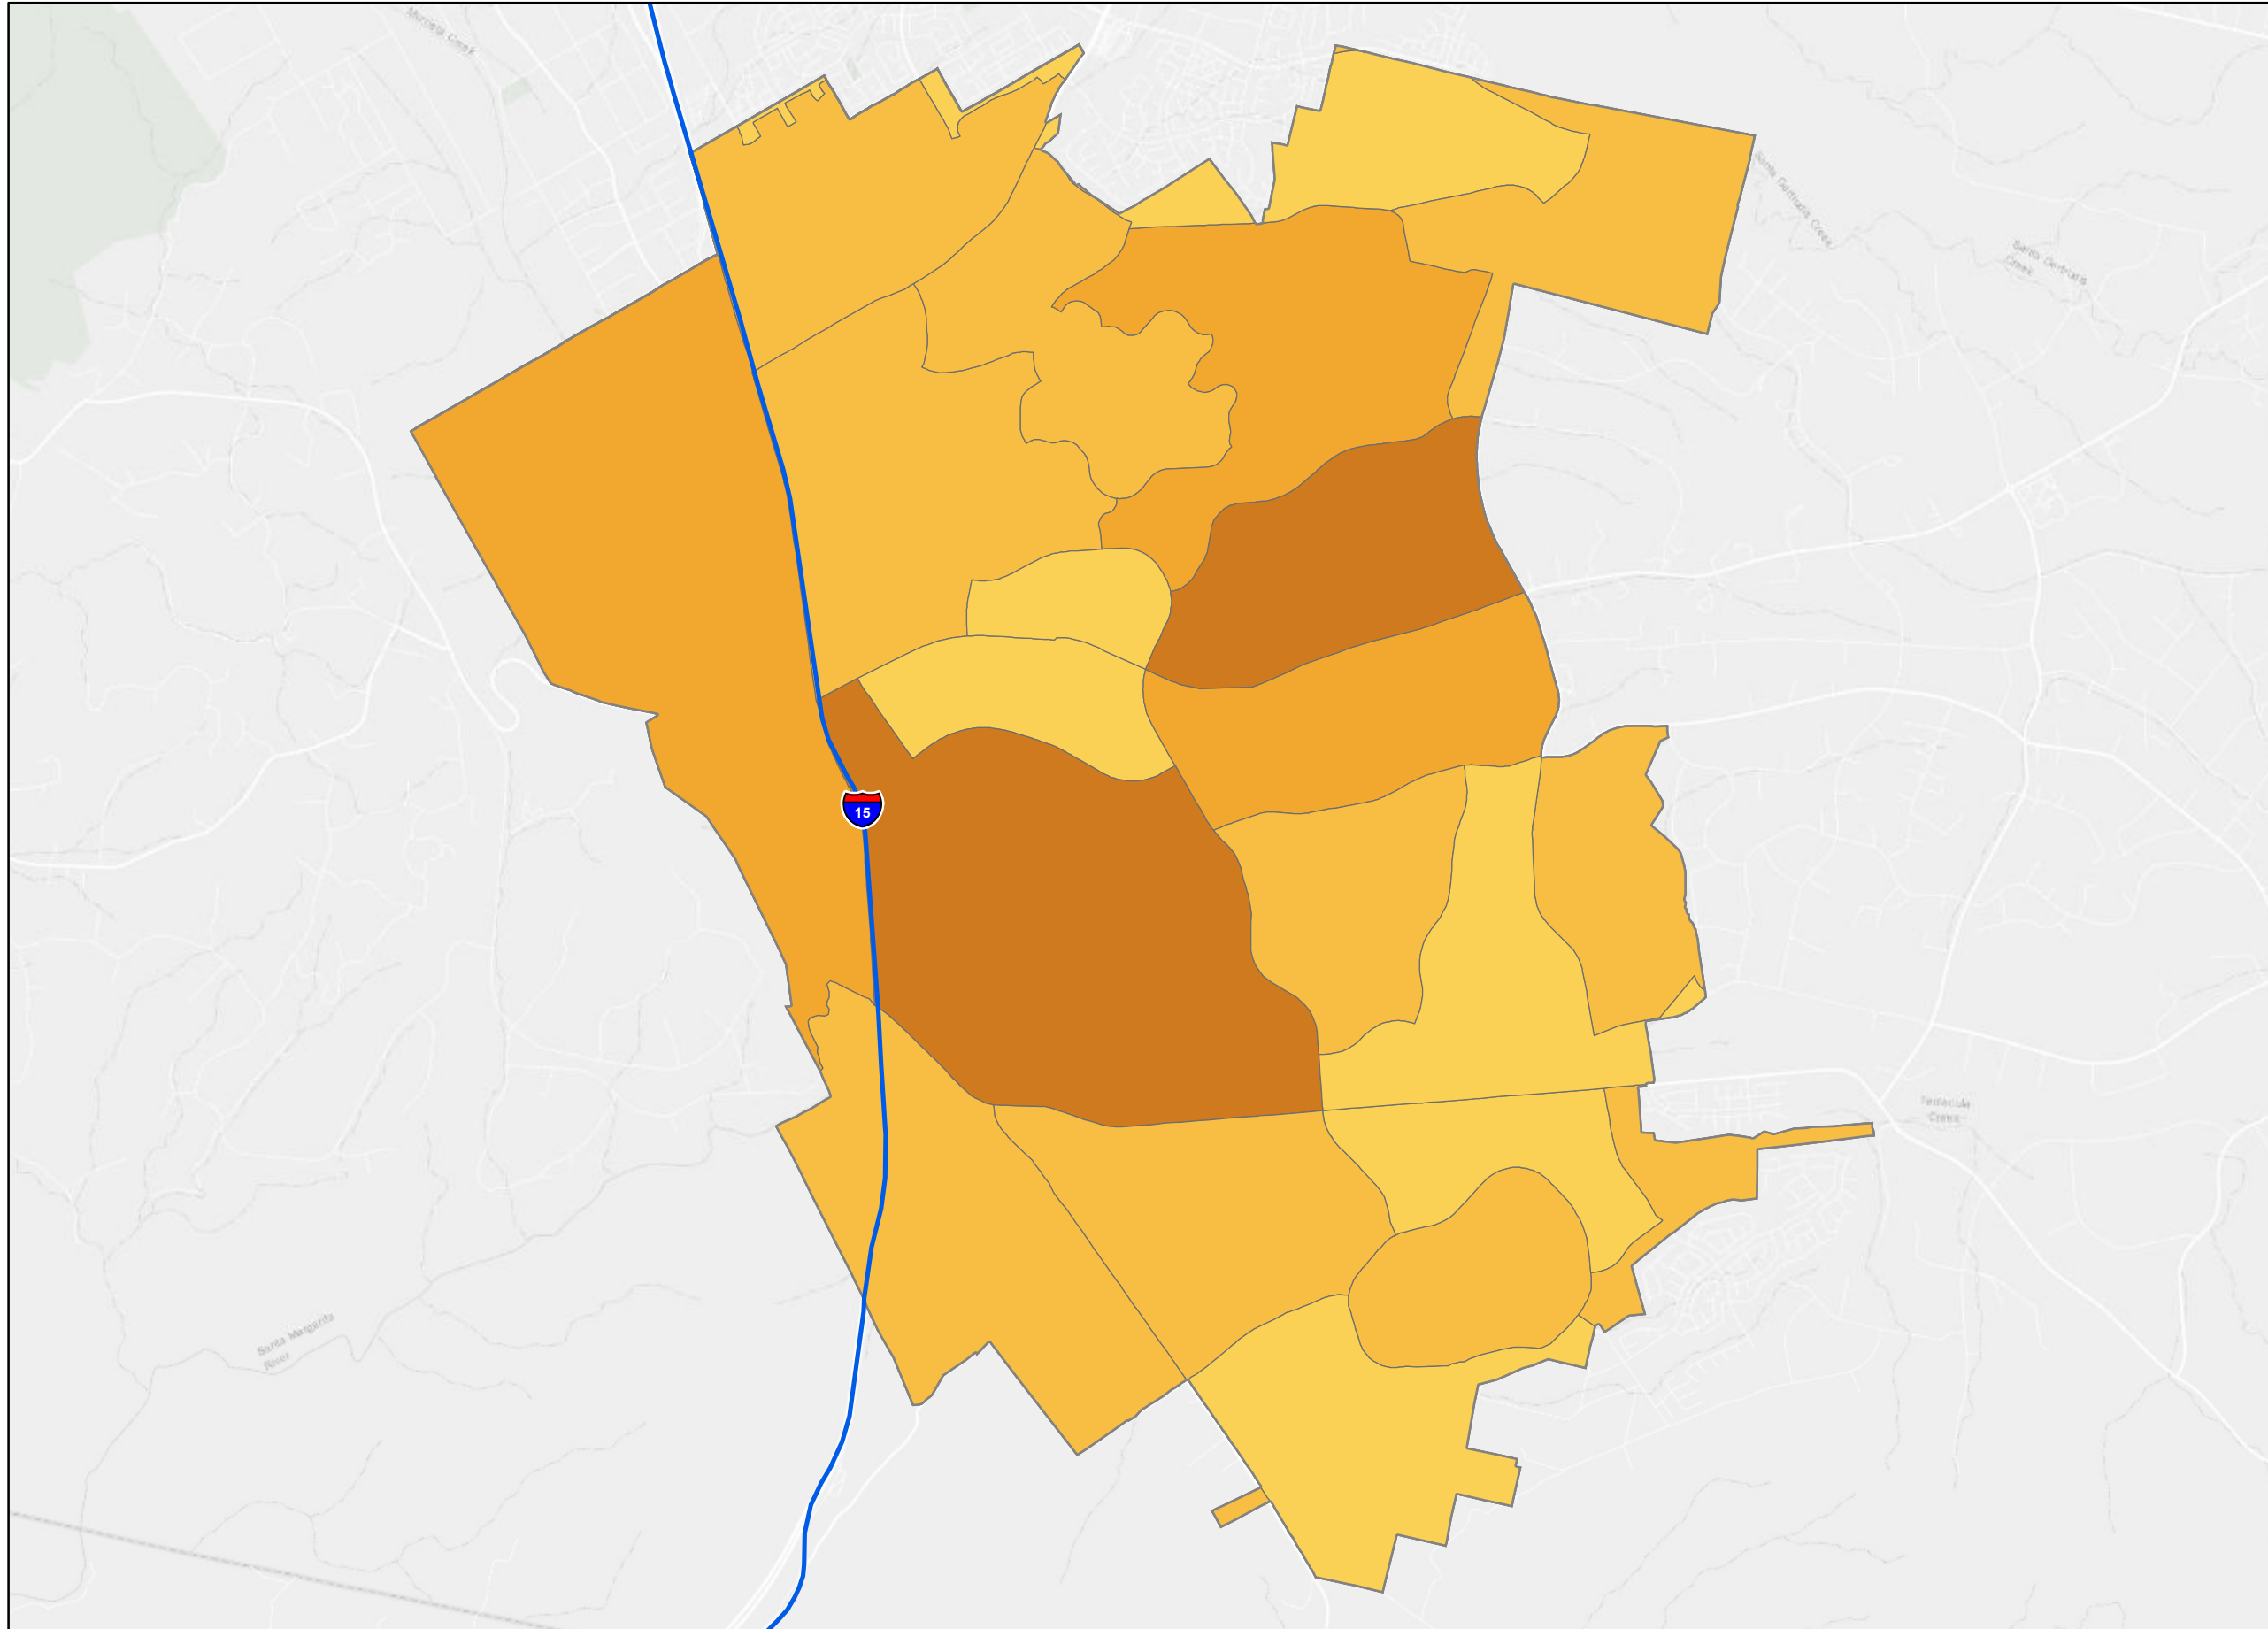 Murrieta Creek
Santa Gertrudis Creek
Santa Gertrudis
Creek
15
Temecula
Creek
Santa Margarita
River